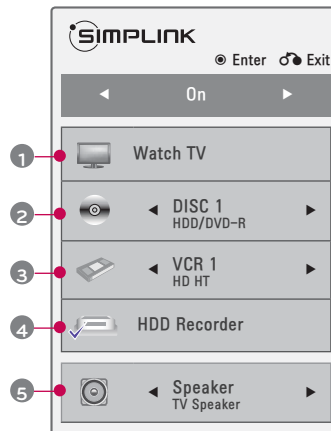 SIMPLINK
Enter Exit
On
1 Watch TV
2 DISC 1
HDD/DVD-R
3 VCR 1
HD HT
4 HDD Recorder
5 Speaker
TV Speaker